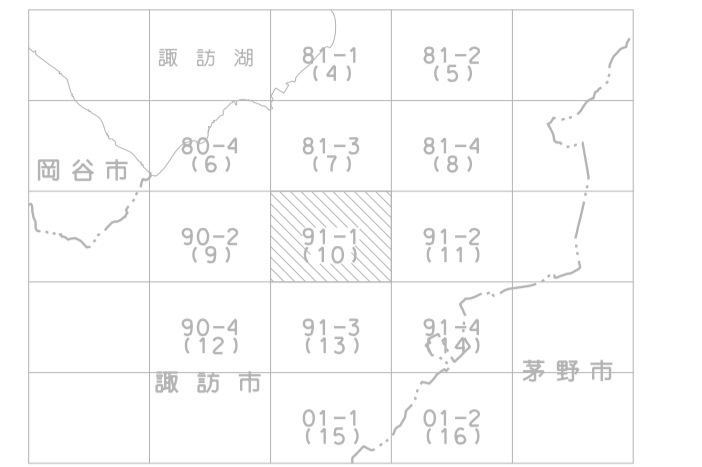 諏訪湖 81-1 81-2
(4) (5)
80-4 81-3 81-4
岡谷市 (6) (7) (8)
90-2 91-1 91-2
(9) (10) (11)
90-4 91-3 91-4
(12) (13) (14)
諏訪市 茅野市
01-1 01-2
(15) (16)